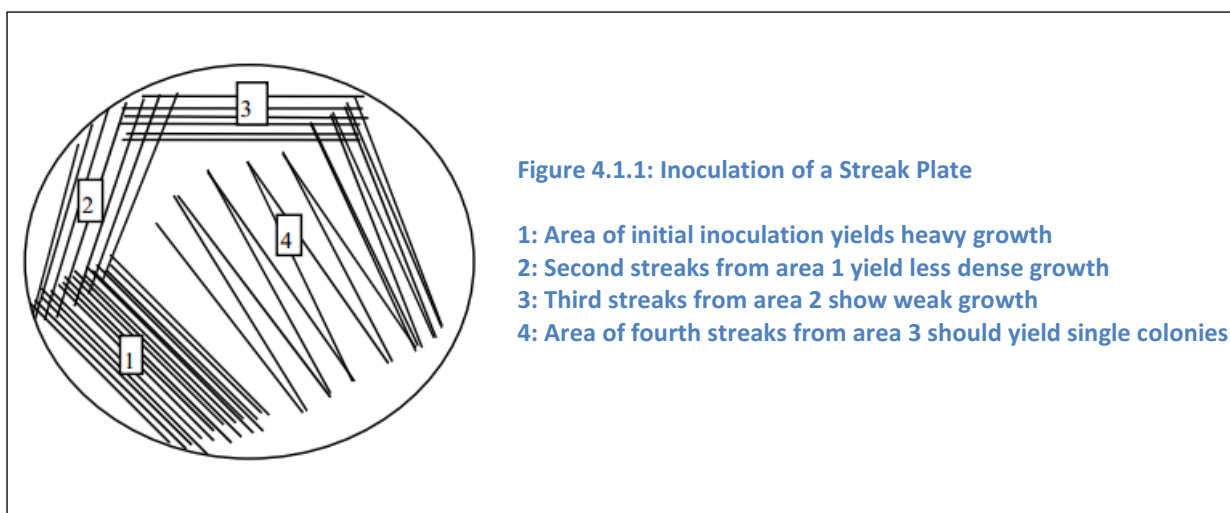 3
2
4
1
Figure 4.1.1: Inoculation of a Streak Plate
1: Area of initial inoculation yields heavy growth
2: Second streaks from area 1 yield less dense growth
3: Third streaks from area 2 show weak growth
4: Area of fourth streaks from area 3 should yield single colonies